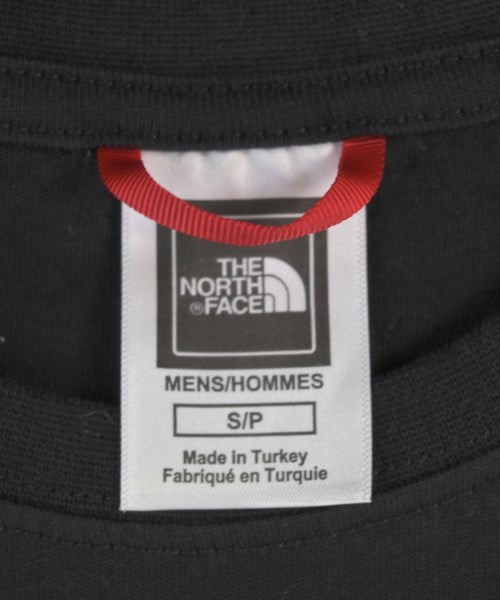 THE
NORTH
®FACE
MENS/HOMMES
S/P
Made in Turkey
Fabriqué en Turquie